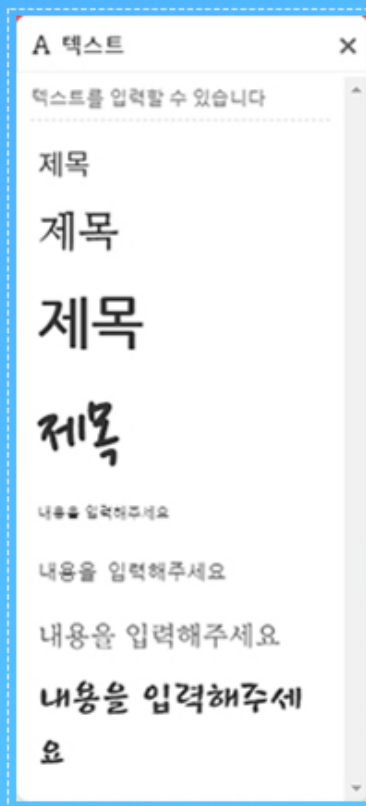 A 텍스트
텍스트를 입력할 수 있습니다
제목
제목
제목
제목
내용을 입력해주세요
내용을 입력해주세요
내용을 입력해주세요
내용을 입력해주세
요